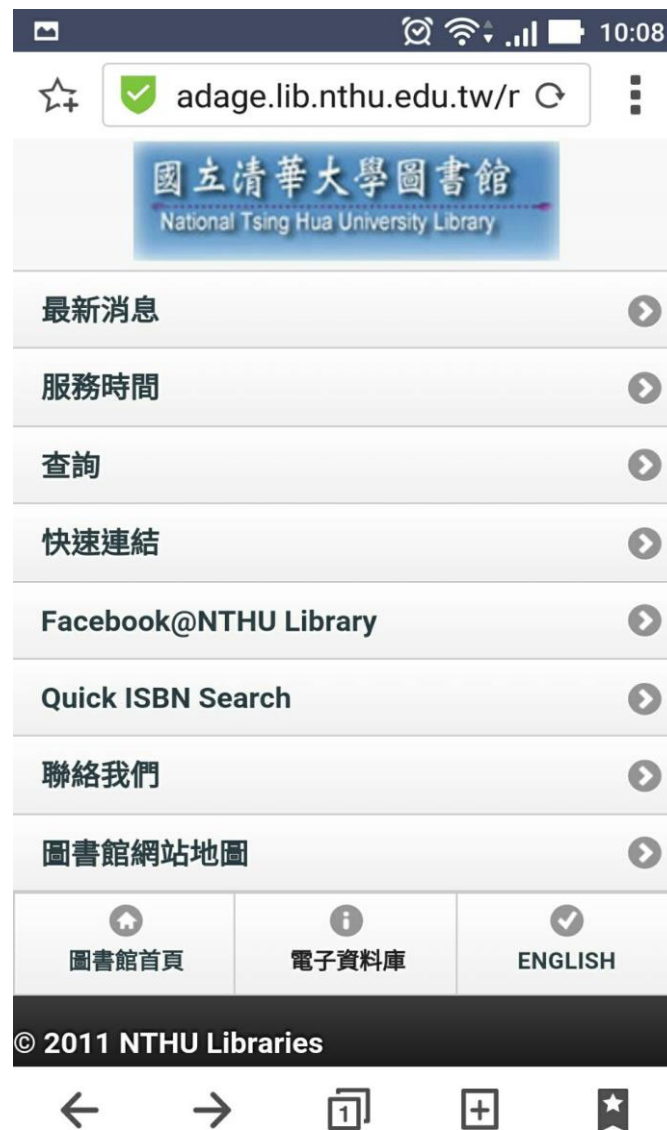 10:08
adage.lib.nthu.edu.tw/r
國立清華大學圖書館
National Tsing Hua University Library
最新消息
服務時間
查詢
快速連結
Facebook@NTHU Library
Quick ISBN Search
聯絡我們
圖書館網站地圖
圖書館首頁 電子資料庫 ENGLISH
© 2011 NTHU Libraries
1